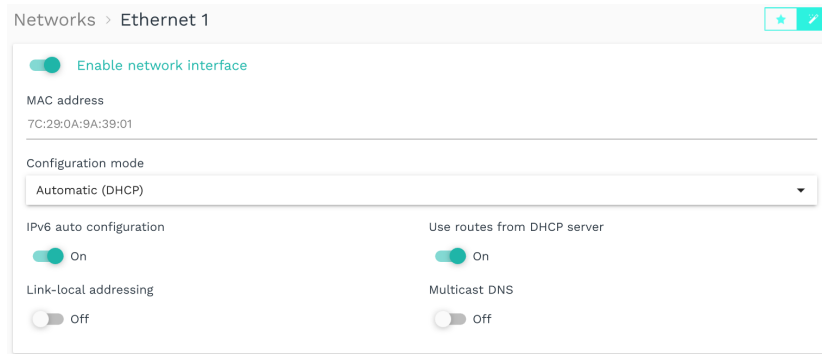 Networks > Ethernet 1
Enable network interface
MAC address
7C:29:0A:9A:39:01
Configuration mode
Automatic (DHCP)
IPv6 auto configuration Use routes from DHCP server
On On
Link-local addressing Multicast DNS
Off Off